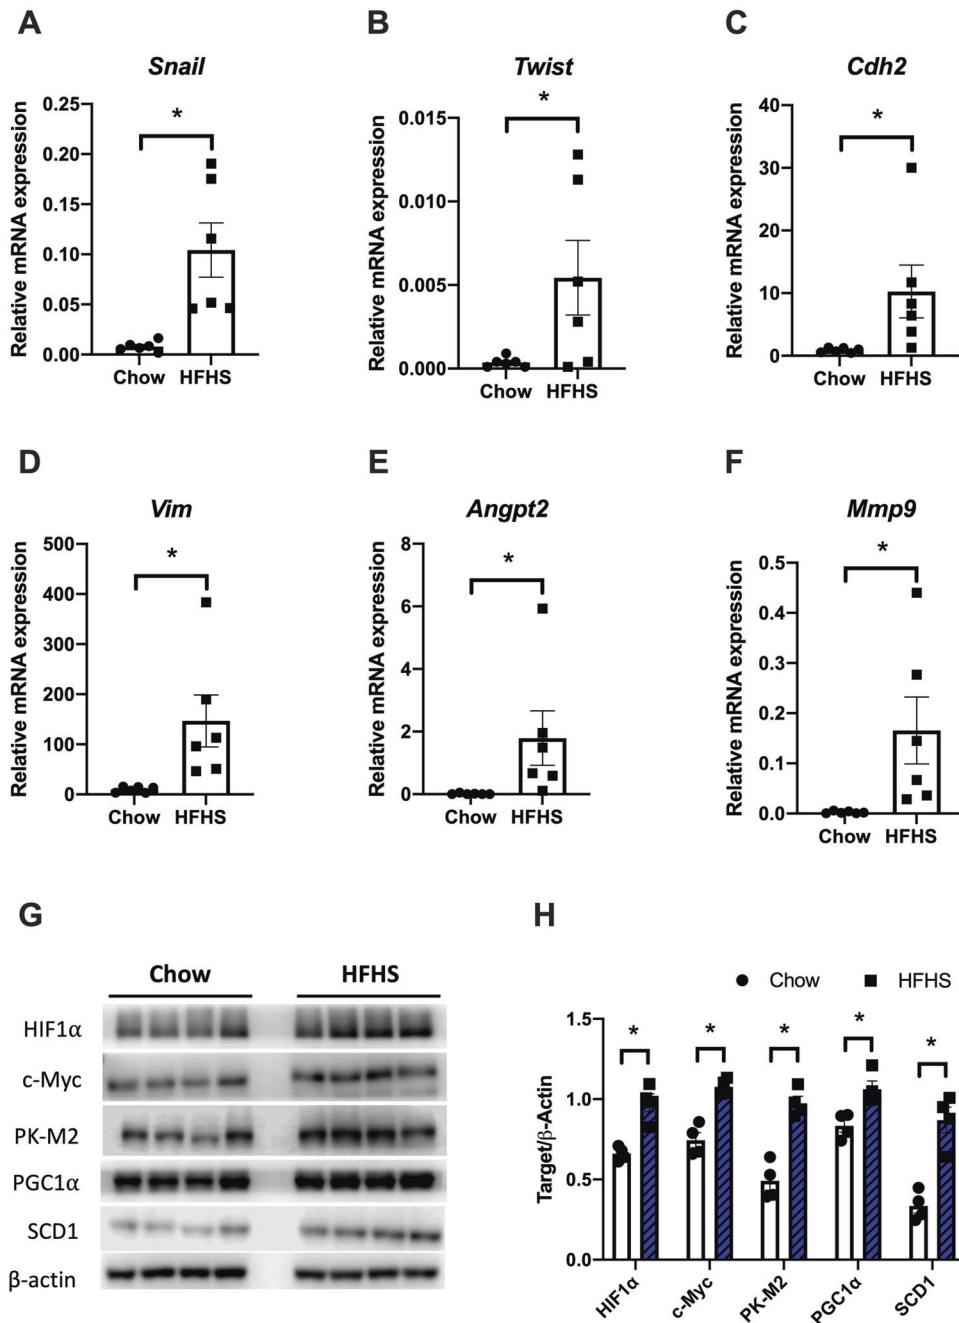 A
Snail
Relative mRNA expression
0.25
0.20
0.15
0.10
0.05
0.00
*
Chow HFHS
B
Twist
Relative mRNA expression
0.015
0.010
0.005
0.000
*
Chow HFHS
C
Cdh2
Relative mRNA expression
40
30
20
10
0
*
Chow HFHS
D
Vim
Relative mRNA expression
500
400
300
200
100
0
*
Chow HFHS
E
Angpt2
Relative mRNA expression
8
6
4
2
0
*
Chow HFHS
F
Mmp9
Relative mRNA expression
0.5
0.4
0.3
0.2
0.1
0.0
*
Chow HFHS
G
Chow HFHS
HIF1α
c-Myc
PK-M2
PGC1α
SCD1
β-actin
H
Chow HFHS
Target/β-Actin
1.5
1.0
0.5
0.0
* * * * *
HIF1α
c-Myc
PK-M2
PGC1α
SCD1